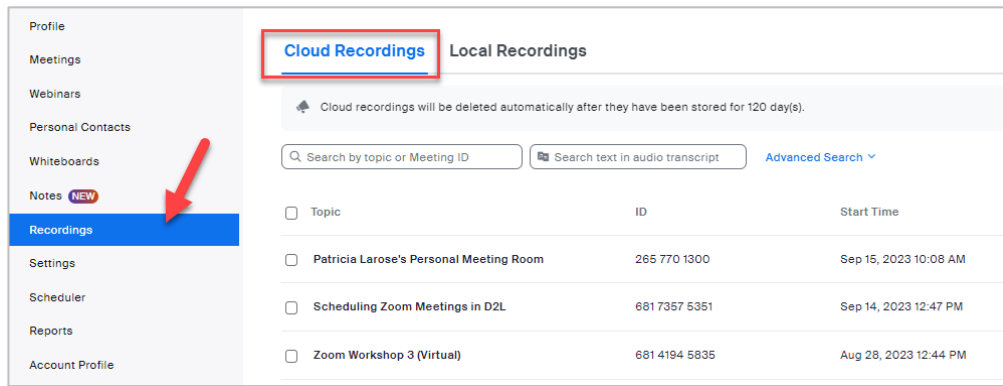 Profile
Meetings
Webinars
Personal Contacts
Whiteboards
Notes NEW
Recordings
Settings
Scheduler
Reports
Account Profile
Cloud Recordings Local Recordings
Cloud recordings will be deleted automatically after they have been stored for 120 day(s).
Search by topic or Meeting ID Search text in audio transcript Advanced Search
Topic ID Start Time
Patricia Larose's Personal Meeting Room 265 770 1300 Sep 15, 2023 10:08 AM
Scheduling Zoom Meetings in D2L 681 7357 5351 Sep 14, 2023 12:47 PM
Zoom Workshop 3 (Virtual) 681 4194 5835 Aug 28, 2023 12:44 PM